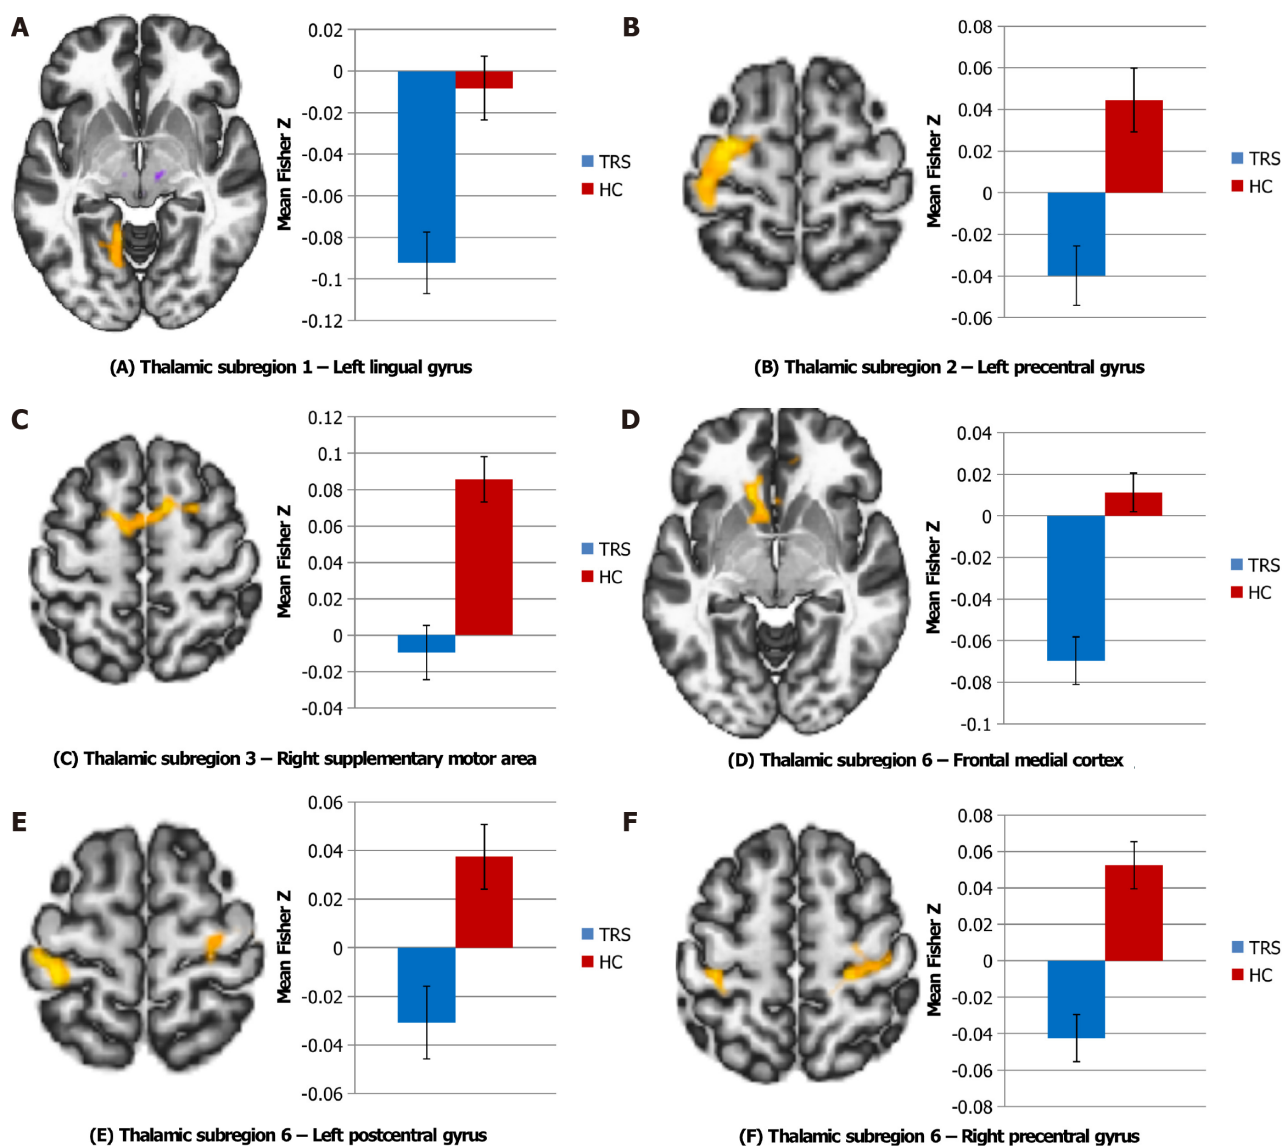 A
0.02
0
-0.02
-0.04
-0.06
-0.08
-0.1
-0.12
Mean Fisher Z
TRS
HC
(A) Thalamic subregion 1 – Left lingual gyrus
B
0.08
0.06
0.04
0.02
0
-0.02
-0.04
-0.06
Mean Fisher Z
TRS
HC
(B) Thalamic subregion 2 – Left precentral gyrus
C
0.12
0.1
0.08
0.06
0.04
0.02
0
-0.02
-0.04
Mean Fisher Z
TRS
HC
(C) Thalamic subregion 3 – Right supplementary motor area
D
0.04
0.02
0
-0.02
-0.04
-0.06
-0.08
-0.1
Mean Fisher Z
TRS
HC
(D) Thalamic subregion 6 – Frontal medial cortex
E
0.06
0.04
0.02
0
-0.02
-0.04
-0.06
Mean Fisher Z
TRS
HC
(E) Thalamic subregion 6 – Left postcentral gyrus
F
0.08
0.06
0.04
0.02
0
-0.02
-0.04
-0.06
-0.08
Mean Fisher Z
TRS
HC
(F) Thalamic subregion 6 – Right precentral gyrus